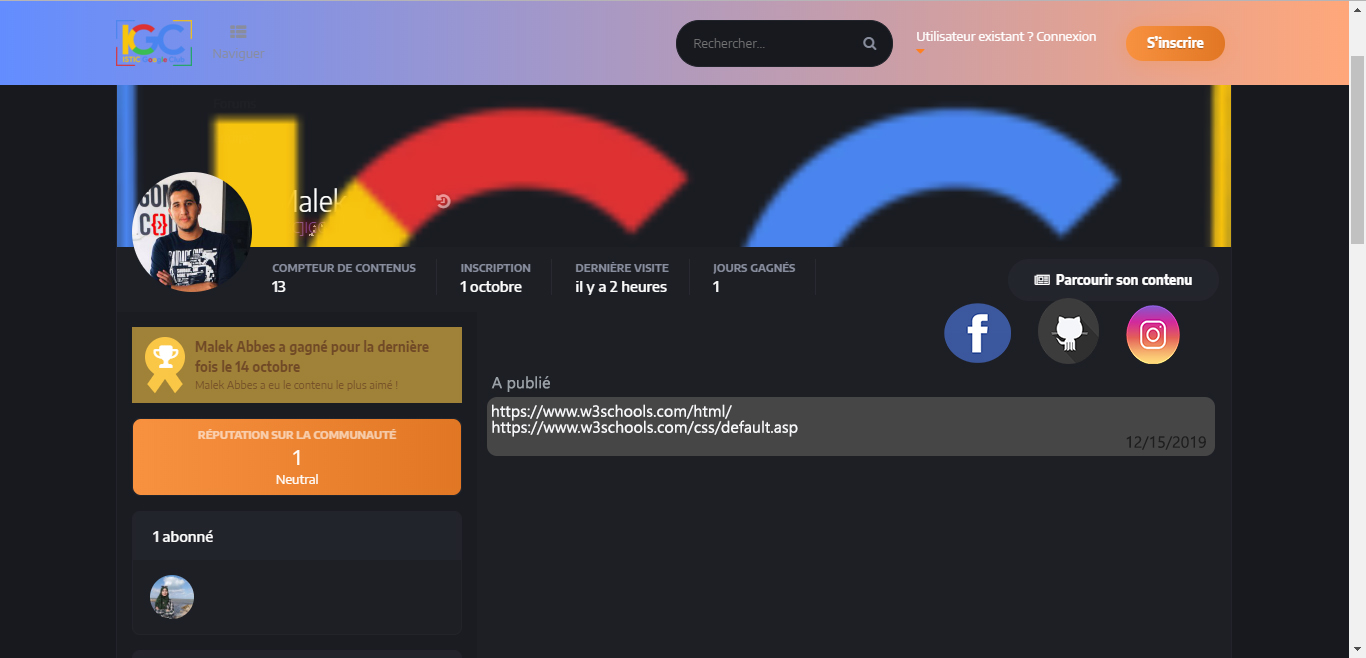 IGC
ISTIC Google Club
Naviguer
Rechercher...
Utilisateur existant ? Connexion
S'inscrire
Malek
COMPTEUR DE CONTENUS
13
INSCRIPTION
1 octobre
DERNIÈRE VISITE
il y a 2 heures
JOURS GAGNÉS
1
Parcourir son contenu
Malek Abbes a gagné pour la dernière
fois le 14 octobre
Malek Abbes a eu le contenu le plus aimé !
RÉPUTATION SUR LA COMMUNAUTÉ
1
Neutral
1 abonné
A publié
https://www.w3schools.com/html/
https://www.w3schools.com/css/default.asp
12/15/2019